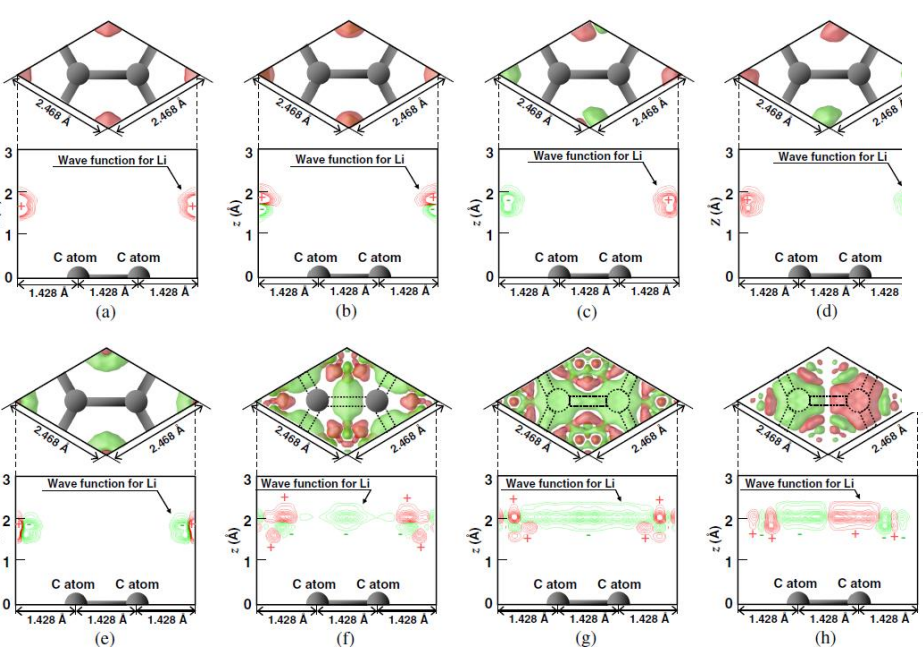 2.468 Å 2.468 Å
3
Wave function for Li
2
+ +
1
C atom C atom
0
1.428 Å 1.428 Å 1.428 Å
(a)
2.468 Å 2.468 Å
3
Wave function for Li
2
+ +
- -
z (Å)
1
C atom C atom
0
1.428 Å 1.428 Å 1.428 Å
(b)
2.468 Å 2.468 Å
3
Wave function for Li
2
- +
z (Å)
1
C atom C atom
0
1.428 Å 1.428 Å 1.428 Å
(c)
2.468 Å 2.468 Å
3
Wave function for Li
2
+
z (Å)
1
C atom C atom
0
1.428 Å 1.428 Å 1.428
(d)
2.468 Å 2.468 Å
3
Wave function for Li
2
1
C atom C atom
0
1.428 Å 1.428 Å 1.428 Å
(e)
2.468 Å 2.468 Å
3
Wave function for Li
+ +
2
z (Å)
- -
+ +
1
C atom C atom
0
1.428 Å 1.428 Å 1.428 Å
(f)
2.468 Å 2.468 Å
3
Wave function for Li
+ +
2
z (Å)
- - -
+ +
1
C atom C atom
0
1.428 Å 1.428 Å 1.428 Å
(g)
2.468 Å 2.468 Å
3
Wave function for Li
2
z (Å)
+ - + - + - + -
1
C atom C atom
0
1.428 Å 1.428 Å 1.428 Å
(h)